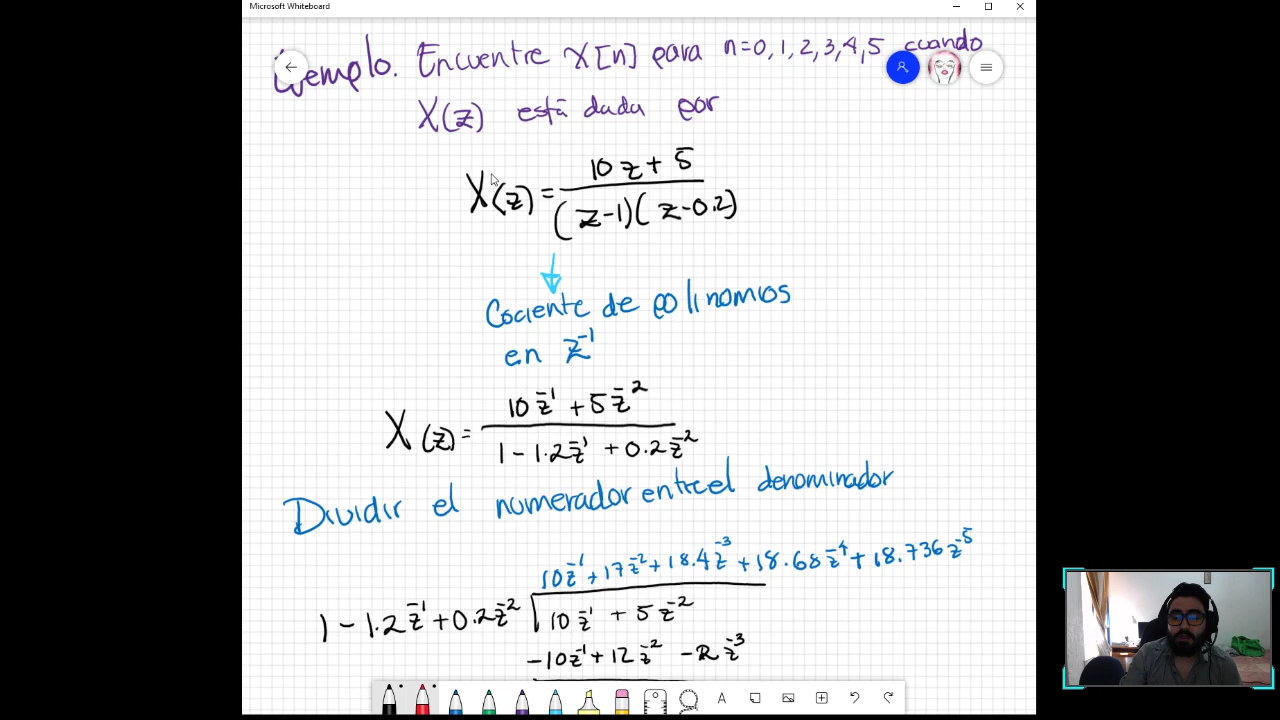 Microsoft Whiteboard
Ejemplo. Encuentre X[n] para n=0, 1, 2, 3, 4, 5 cuando
X(z) está dada por
X(z) = (10z + 5) / ((z-1)(z-0.2))
Cociente de polinomios
en z⁻¹
X(z) = (10z⁻¹ + 5z⁻²) / (1 - 1.2z⁻¹ + 0.2z⁻²)
Dividir el numerador entre el denominador
10z⁻¹ + 17z⁻² + 18.4z⁻³ + 18.68z⁻⁴ + 18.736z⁻⁵
1 - 1.2z⁻¹ + 0.2z⁻² √ 10z⁻¹ + 5z⁻²
-10z⁻¹ + 12z⁻² - 2z⁻³
A